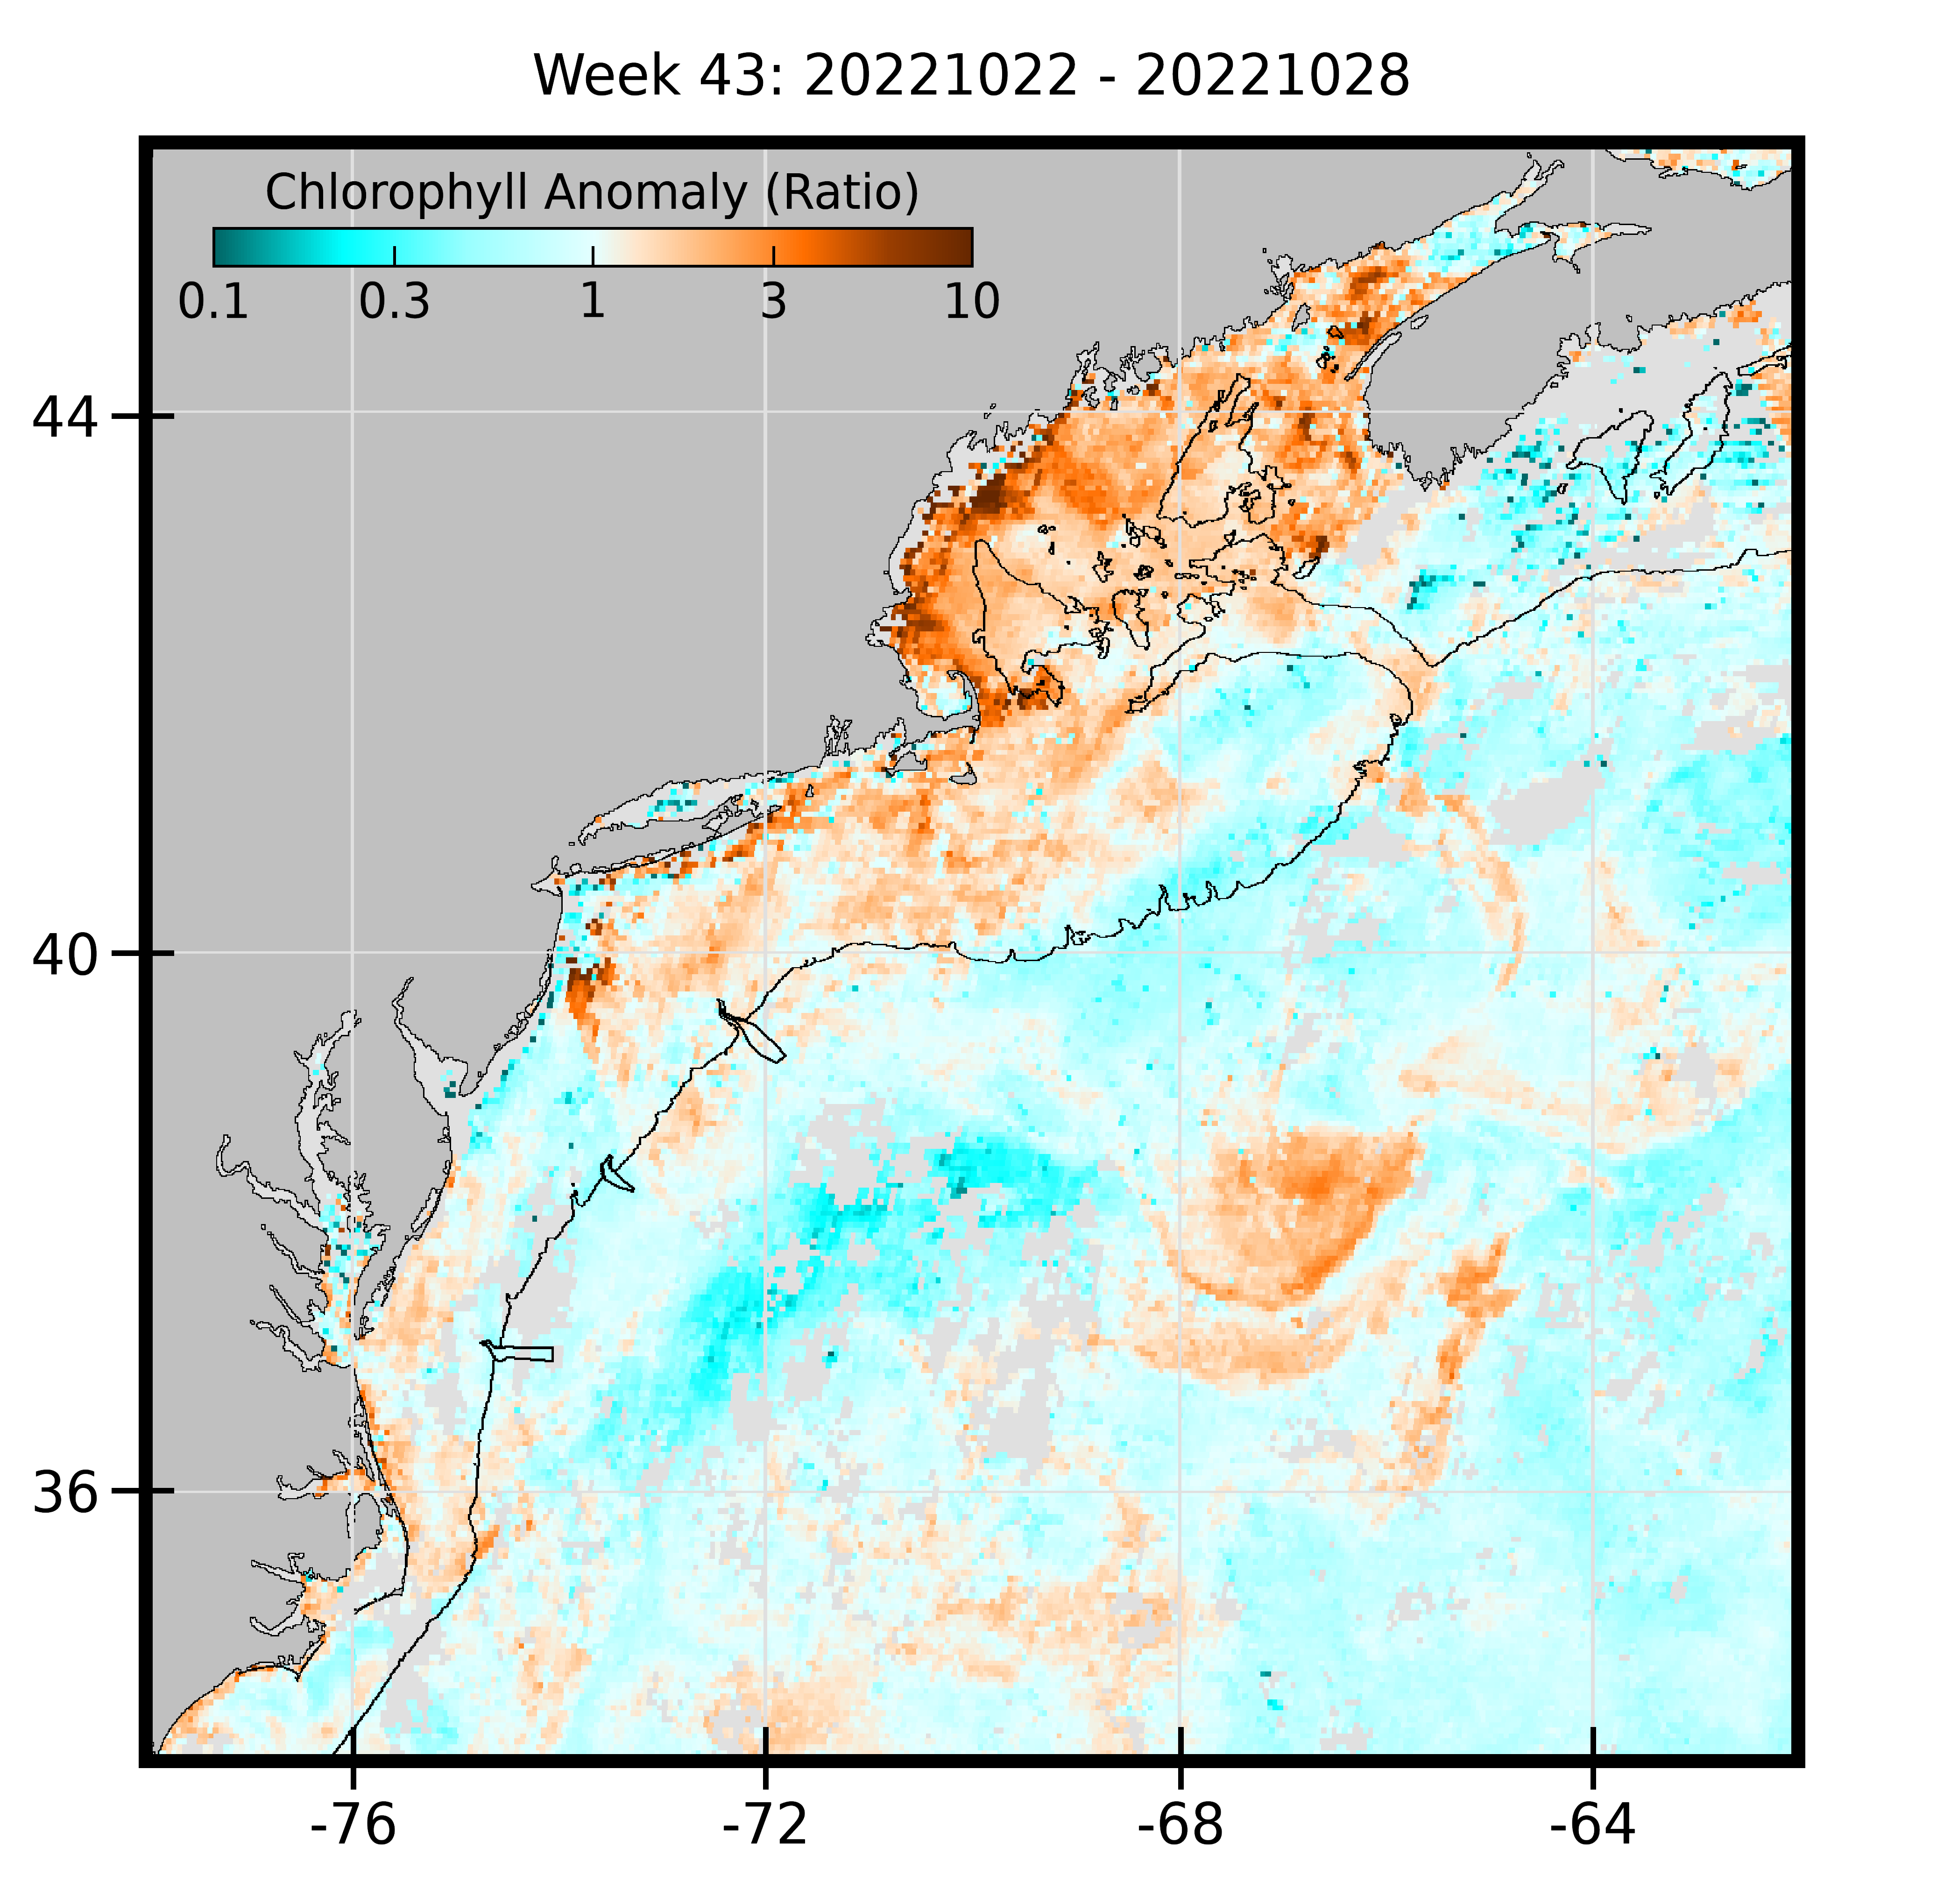 Week 43: 20221022 - 20221028
Chlorophyll Anomaly (Ratio)
0.1 0.3 1 3 10
44
40
36
-76 -72 -68 -64